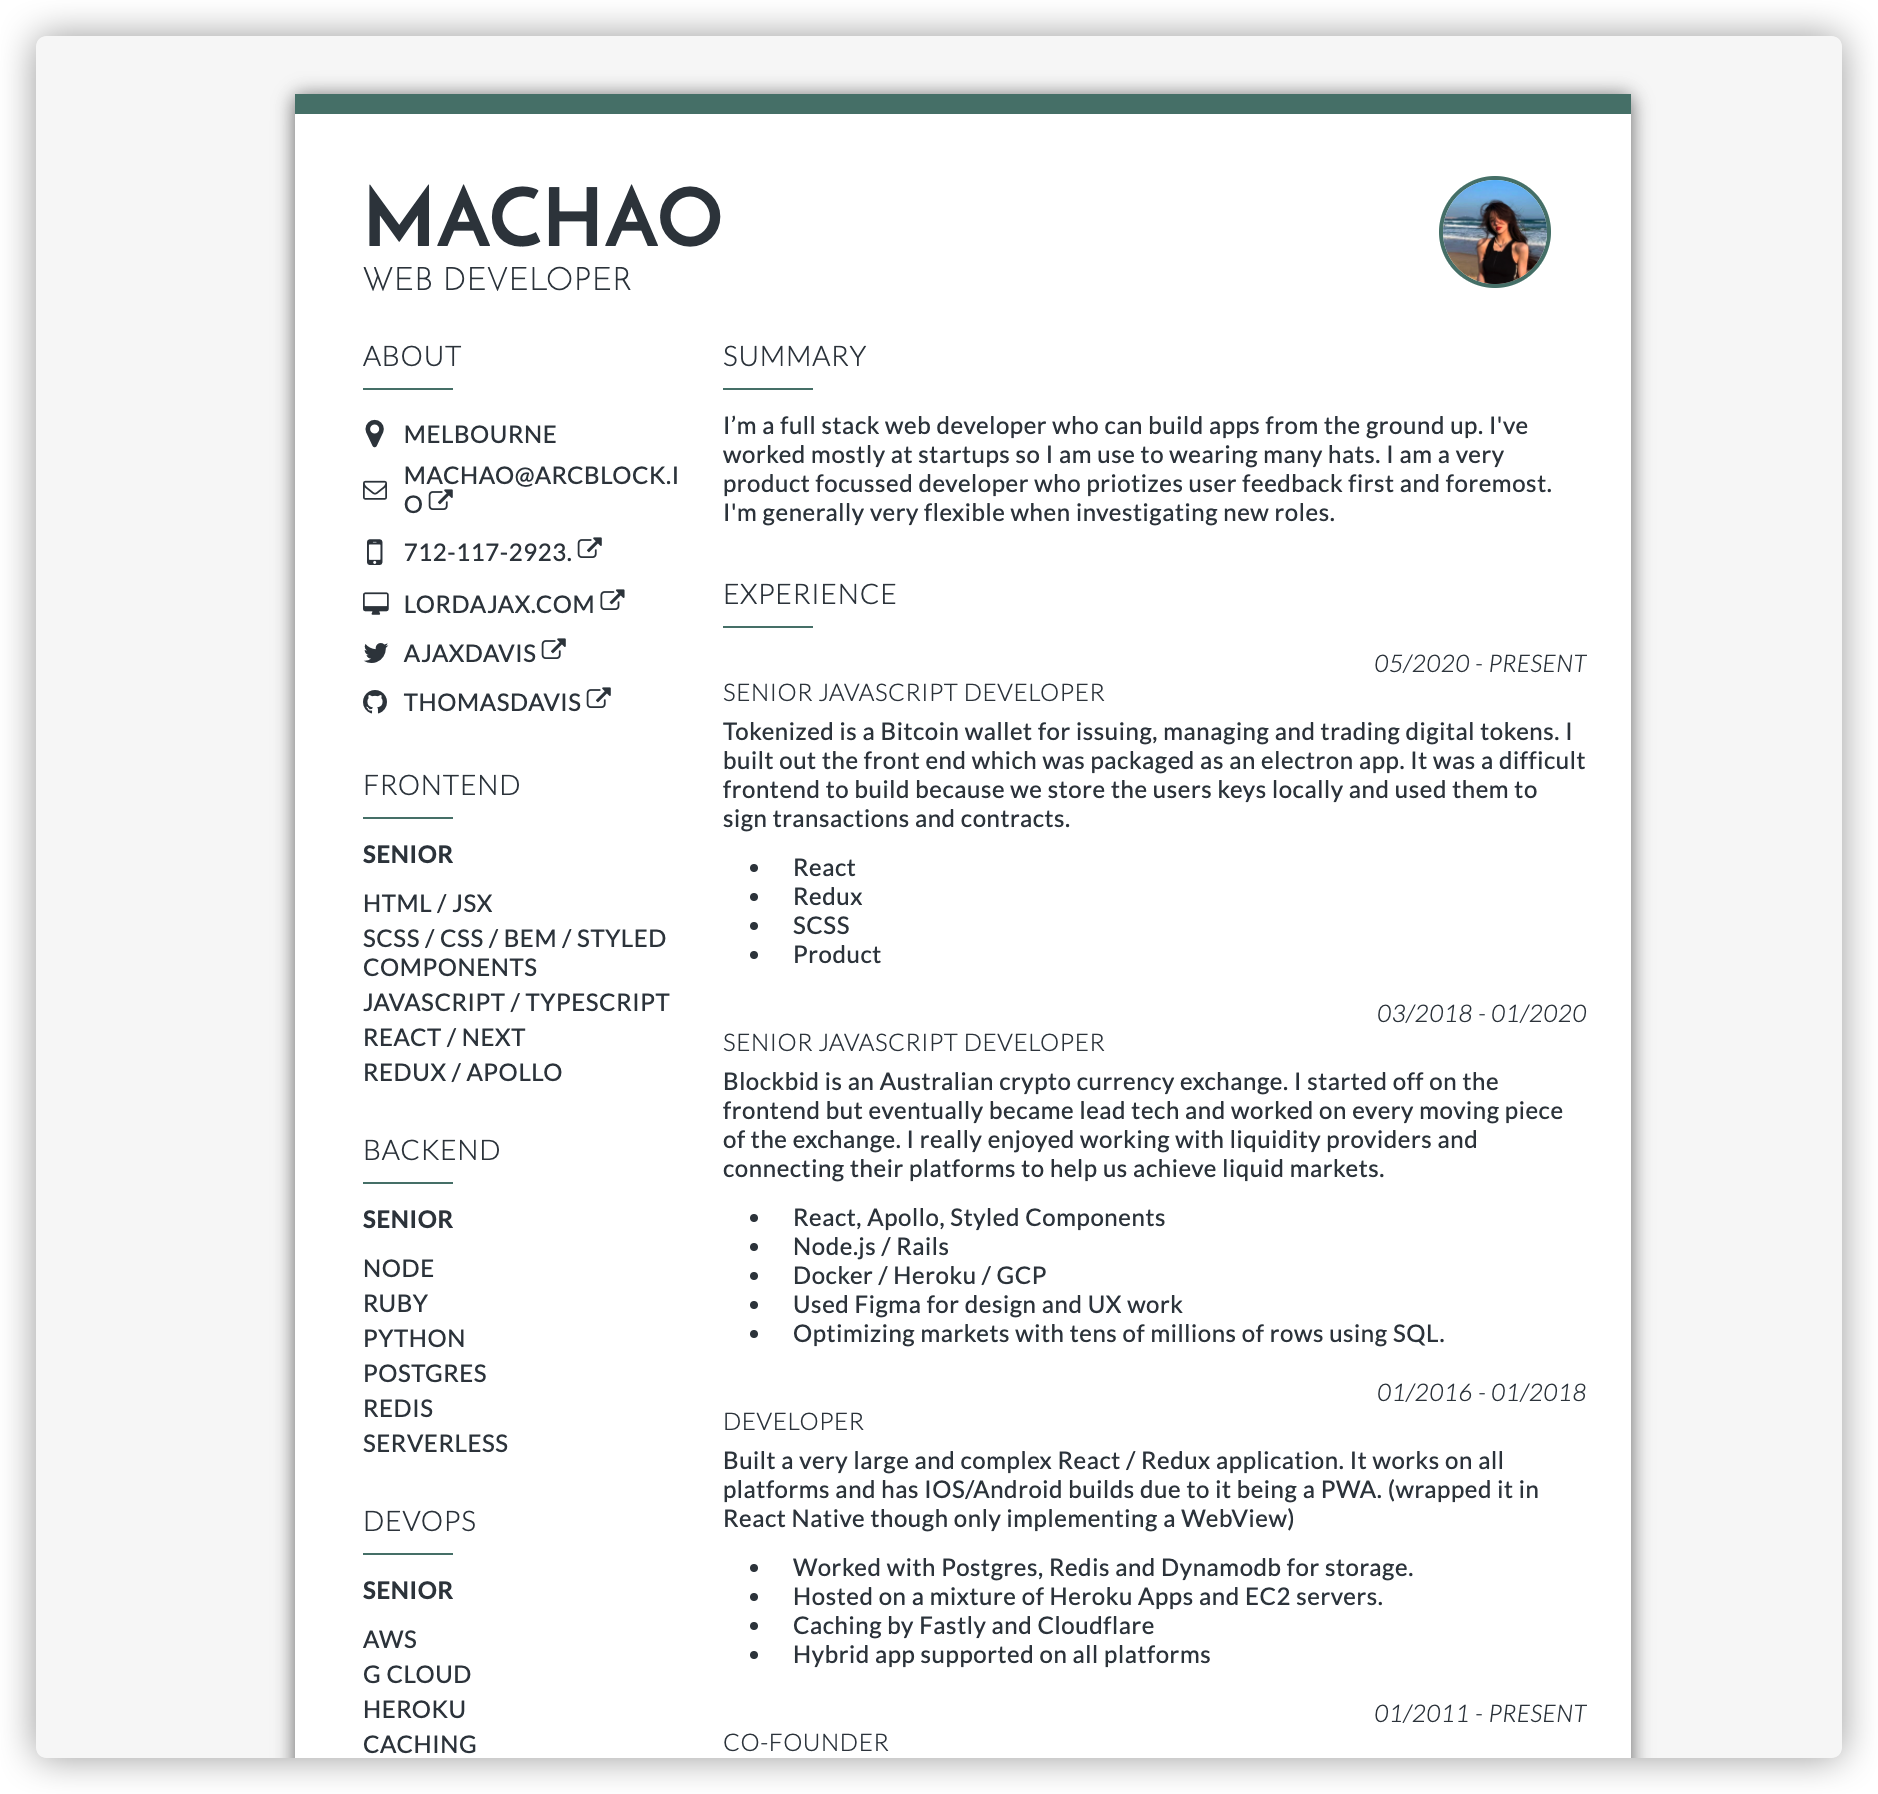 MACHAO
WEB DEVELOPER
ABOUT
MELBOURNE
MACHAO@ARCBLOCK.I
O
712-117-2923.
LORDAJAX.COM
AJAXDAVIS
THOMASDAVIS
FRONTEND
SENIOR
HTML / JSX
SCSS / CSS / BEM / STYLED
COMPONENTS
JAVASCRIPT / TYPESCRIPT
REACT / NEXT
REDUX / APOLLO
BACKEND
SENIOR
NODE
RUBY
PYTHON
POSTGRES
REDIS
SERVERLESS
DEVOPS
SENIOR
AWS
G CLOUD
HEROKU
CACHING
SUMMARY
I’m a full stack web developer who can build apps from the ground up. I've
worked mostly at startups so I am use to wearing many hats. I am a very
product focussed developer who priotizes user feedback first and foremost.
I'm generally very flexible when investigating new roles.
EXPERIENCE
05/2020 - PRESENT
SENIOR JAVASCRIPT DEVELOPER
Tokenized is a Bitcoin wallet for issuing, managing and trading digital tokens. I
built out the front end which was packaged as an electron app. It was a difficult
frontend to build because we store the users keys locally and used them to
sign transactions and contracts.
• React
• Redux
• SCSS
• Product
03/2018 - 01/2020
SENIOR JAVASCRIPT DEVELOPER
Blockbid is an Australian crypto currency exchange. I started off on the
frontend but eventually became lead tech and worked on every moving piece
of the exchange. I really enjoyed working with liquidity providers and
connecting their platforms to help us achieve liquid markets.
• React, Apollo, Styled Components
• Node.js / Rails
• Docker / Heroku / GCP
• Used Figma for design and UX work
• Optimizing markets with tens of millions of rows using SQL.
01/2016 - 01/2018
DEVELOPER
Built a very large and complex React / Redux application. It works on all
platforms and has IOS/Android builds due to it being a PWA. (wrapped it in
React Native though only implementing a WebView)
• Worked with Postgres, Redis and Dynamodb for storage.
• Hosted on a mixture of Heroku Apps and EC2 servers.
• Caching by Fastly and Cloudflare
• Hybrid app supported on all platforms
01/2011 - PRESENT
CO-FOUNDER